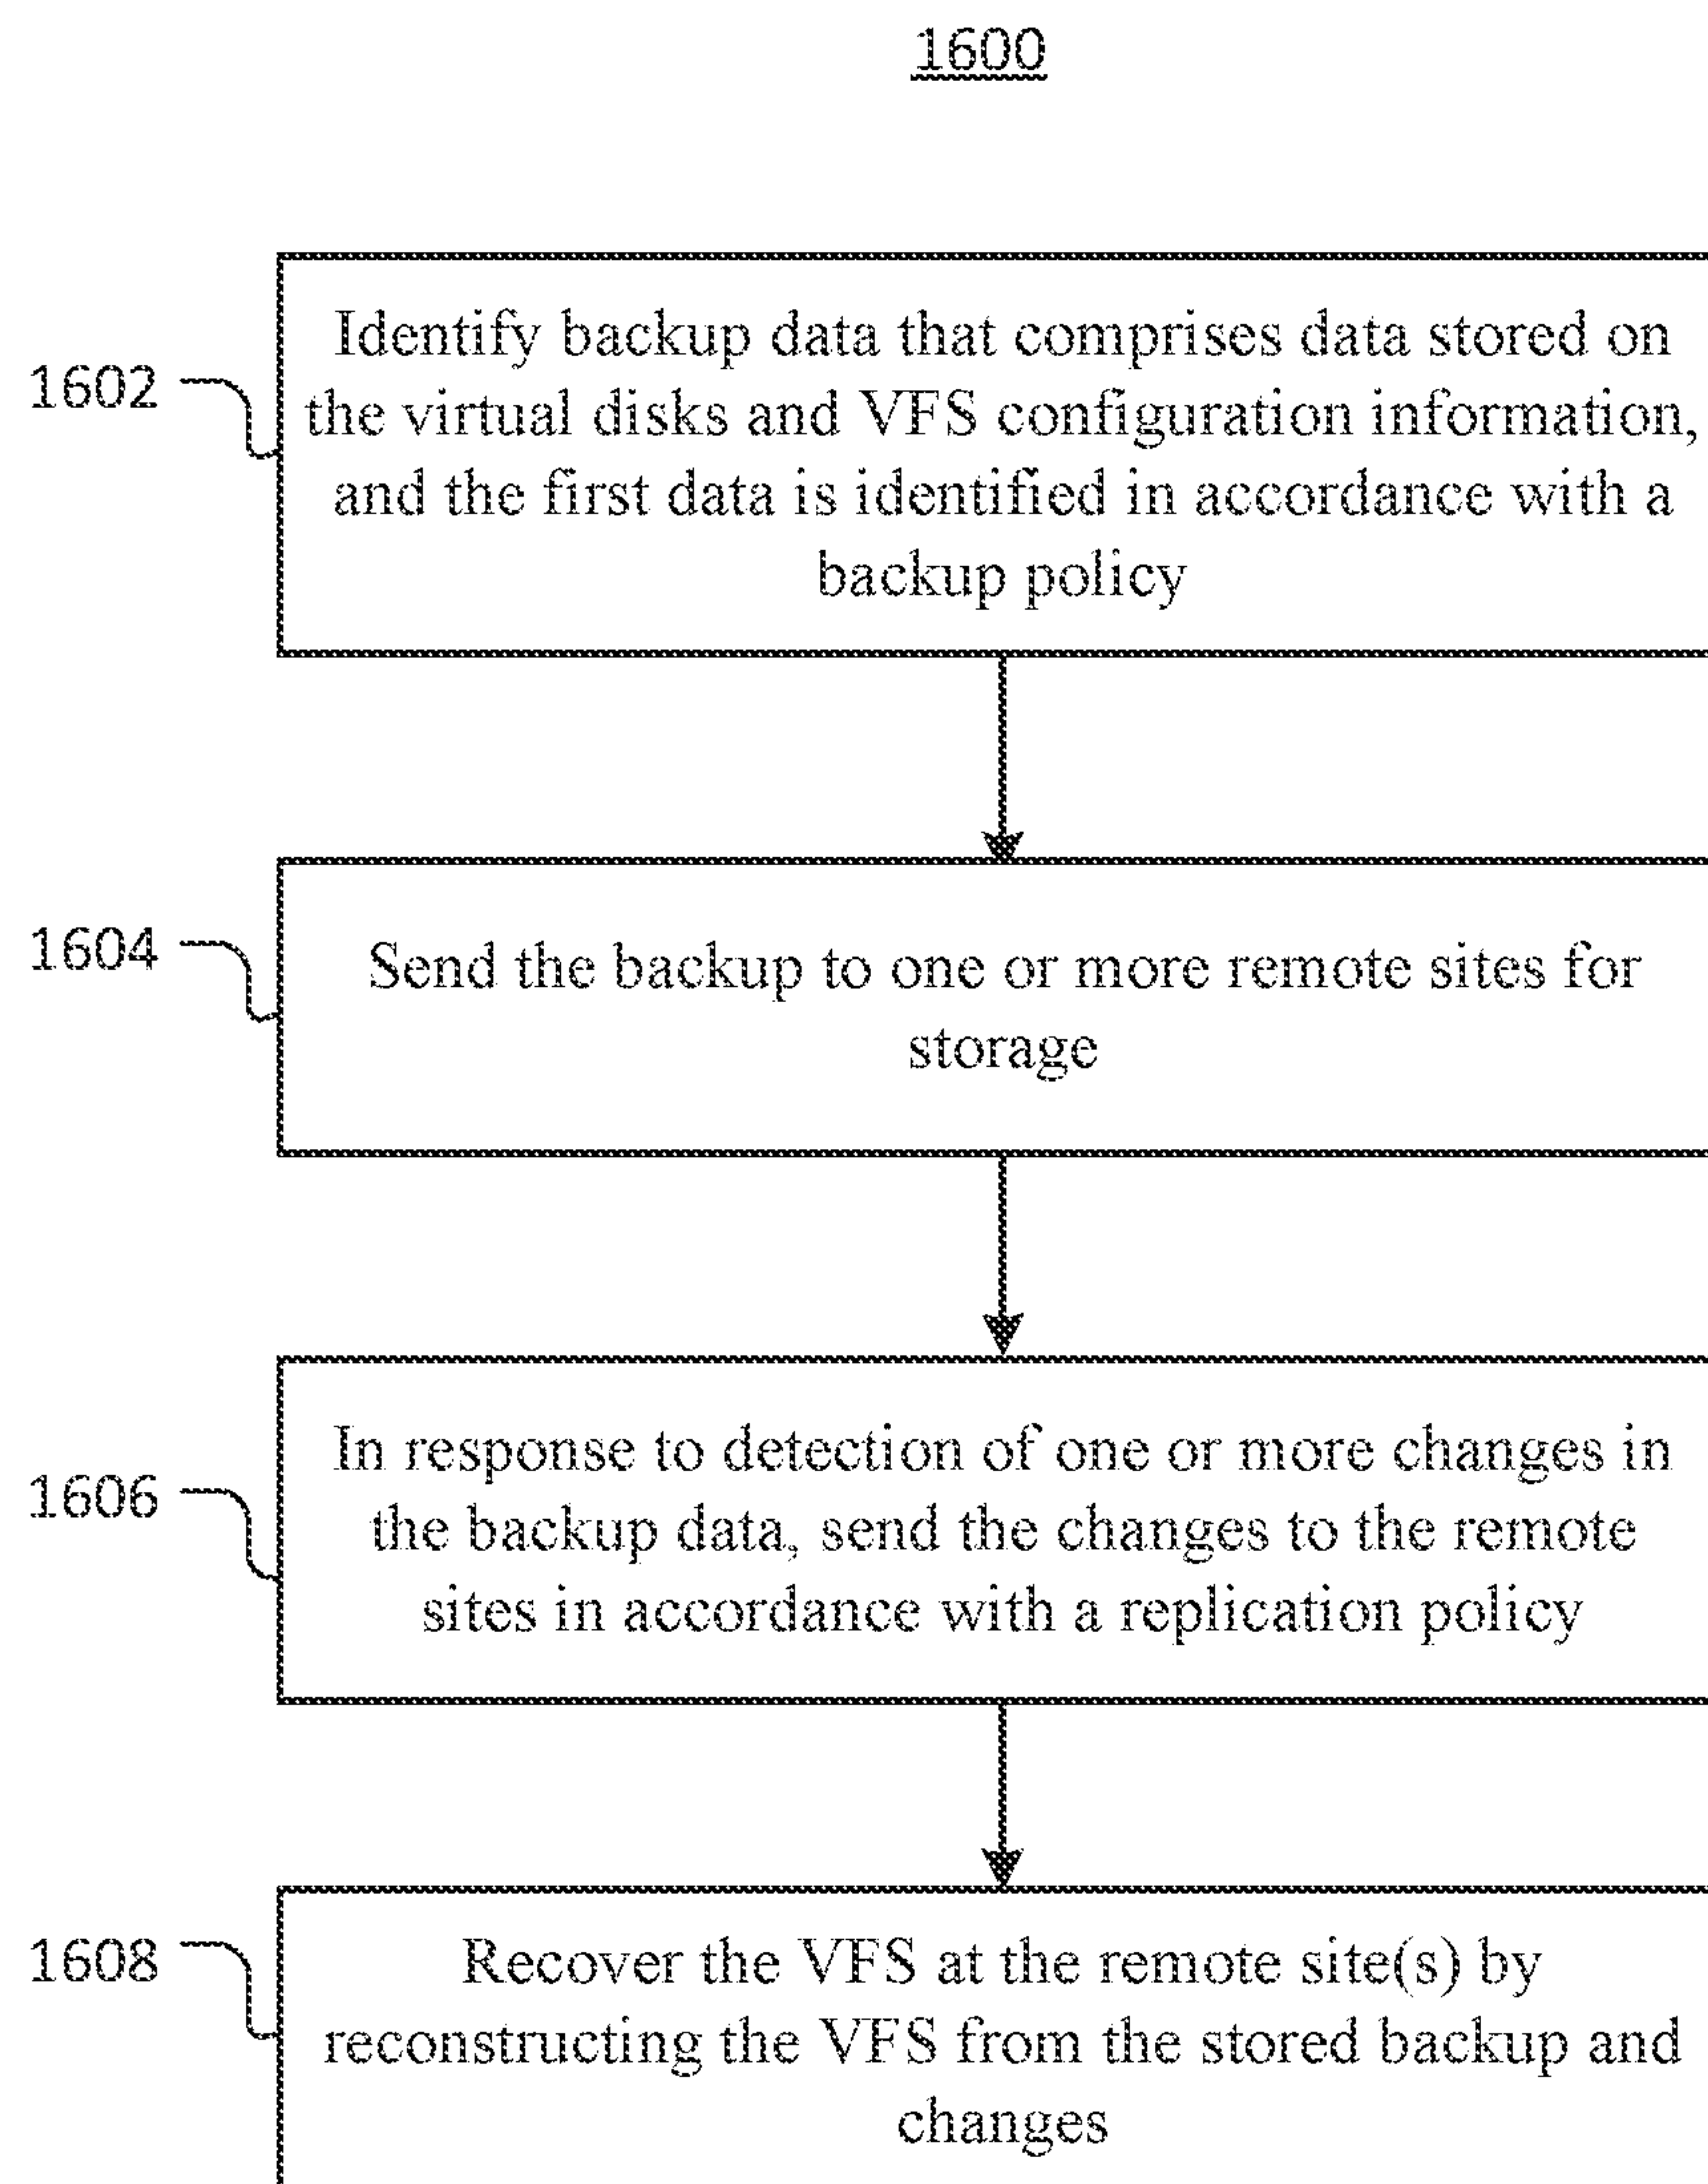 1600
1602
Identify backup data that comprises data stored on
the virtual disks and VFS configuration information,
and the first data is identified in accordance with a
backup policy
1604
Send the backup to one or more remote sites for
storage
1606
In response to detection of one or more changes in
the backup data, send the changes to the remote
sites in accordance with a replication policy
1608
Recover the VFS at the remote site(s) by
reconstructing the VFS from the stored backup and
changes